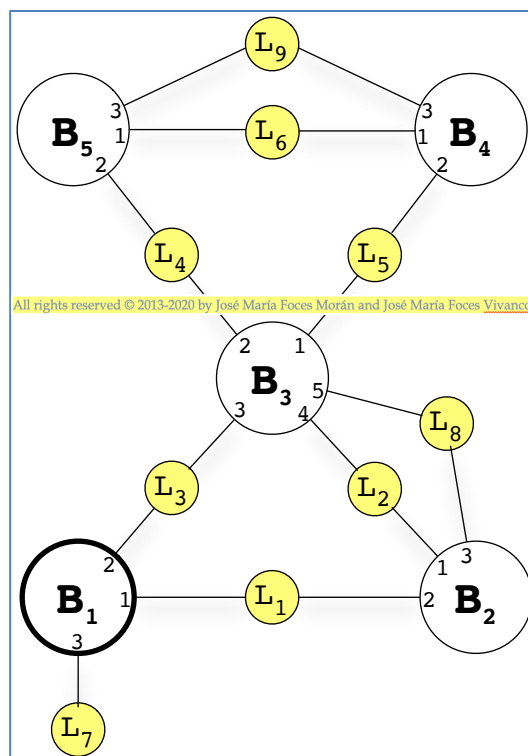 L9
3 3
B5 1 L6 1 B4
2 2
L4 L5
All rights reserved © 2013-2020 by José María Foces Morán and José María Foces Vivanco
2 1
B3 5
3 4
L8
L3 L2
2 1 3
B1 1 L1 2 B2
3
L7